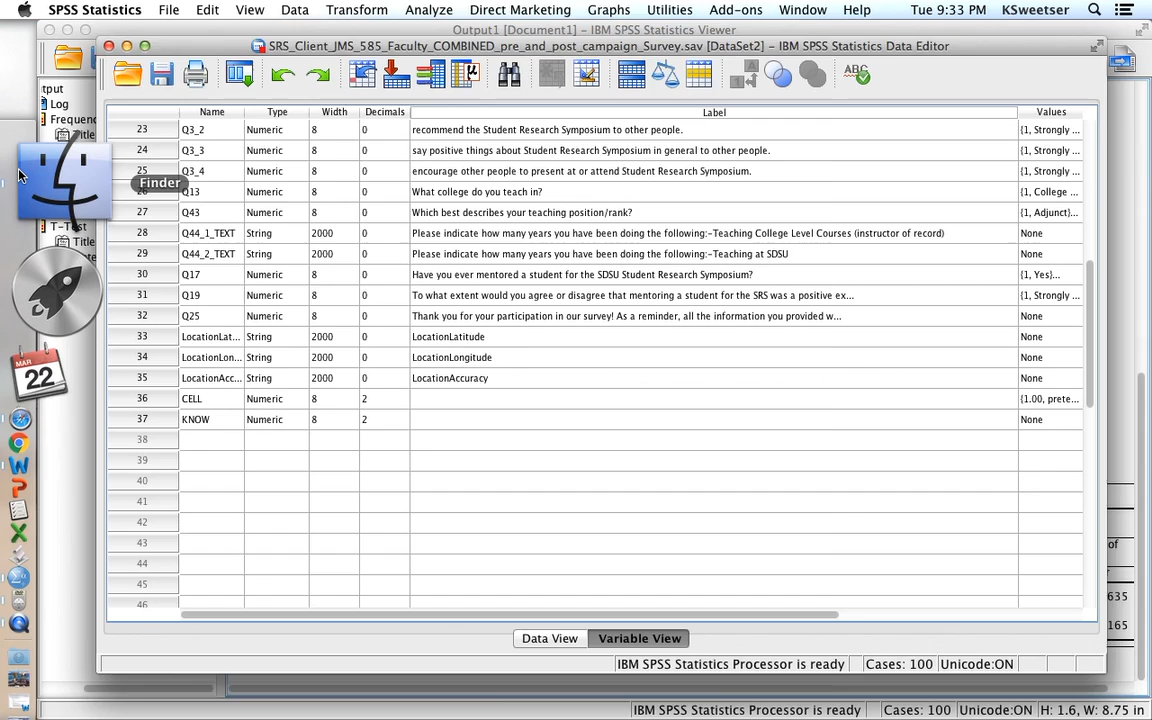 SPSS Statistics File Edit View Data Transform Analyze Direct Marketing Graphs Utilities Add-ons Window Help Tue 9:33 PM KSweetser
Output1 [Document1] - IBM SPSS Statistics Viewer
SRS_Client_JMS_585_Faculty_COMBINED_pre_and_post_campaign_Survey.sav [DataSet2] - IBM SPSS Statistics Data Editor
ABC
tput
Log
Frequenc
Title
T-Test
Title
Finder
MAR
22
Name Type Width Decimals Label Values
23 Q3_2 Numeric 8 0 recommend the Student Research Symposium to other people. {1, Strongly ...
24 Q3_3 Numeric 8 0 say positive things about Student Research Symposium in general to other people. {1, Strongly ...
25 Q3_4 Numeric 8 0 encourage other people to present at or attend Student Research Symposium. {1, Strongly ...
26 Q13 Numeric 8 0 What college do you teach in? {1, College ...
27 Q43 Numeric 8 0 Which best describes your teaching position/rank? {1, Adjunct}...
28 Q44_1_TEXT String 2000 0 Please indicate how many years you have been doing the following:-Teaching College Level Courses (instructor of record) None
29 Q44_2_TEXT String 2000 0 Please indicate how many years you have been doing the following:-Teaching at SDSU None
30 Q17 Numeric 8 0 Have you ever mentored a student for the SDSU Student Research Symposium? {1, Yes}...
31 Q19 Numeric 8 0 To what extent would you agree or disagree that mentoring a student for the SRS was a positive ex... {1, Strongly ...
32 Q25 Numeric 8 0 Thank you for your participation in our survey! As a reminder, all the information you provided w... None
33 LocationLat... String 2000 0 LocationLatitude None
34 LocationLon... String 2000 0 LocationLongitude None
35 LocationAcc... String 2000 0 LocationAccuracy None
36 CELL Numeric 8 2 {1.00, prete...
37 KNOW Numeric 8 2 None
38
39
40
41
42
43
44
45
46
of
635
165
Data View Variable View
IBM SPSS Statistics Processor is ready Cases: 100 Unicode:ON
IBM SPSS Statistics Processor is ready Cases: 100 Unicode:ON H: 1.6, W: 8.75 in